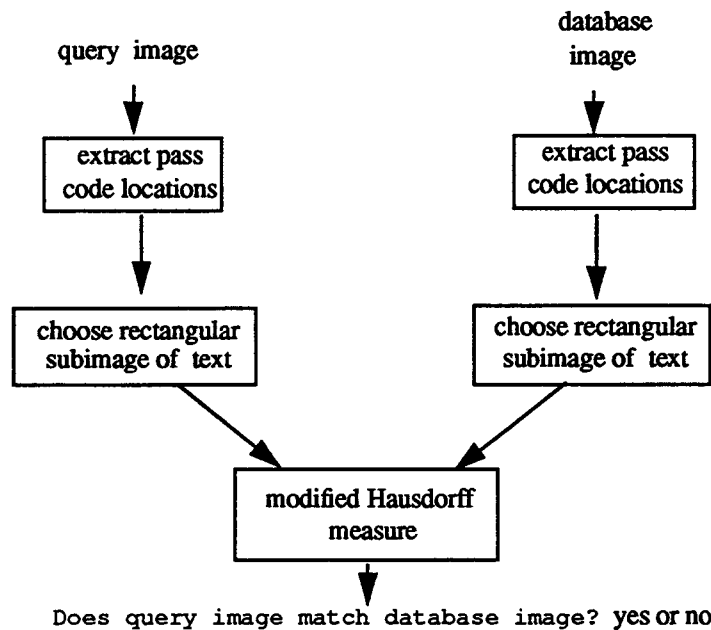 query image
database
image
extract pass
code locations
extract pass
code locations
choose rectangular
subimage of text
choose rectangular
subimage of text
modified Hausdorff
measure
Does query image match database image? yes or no